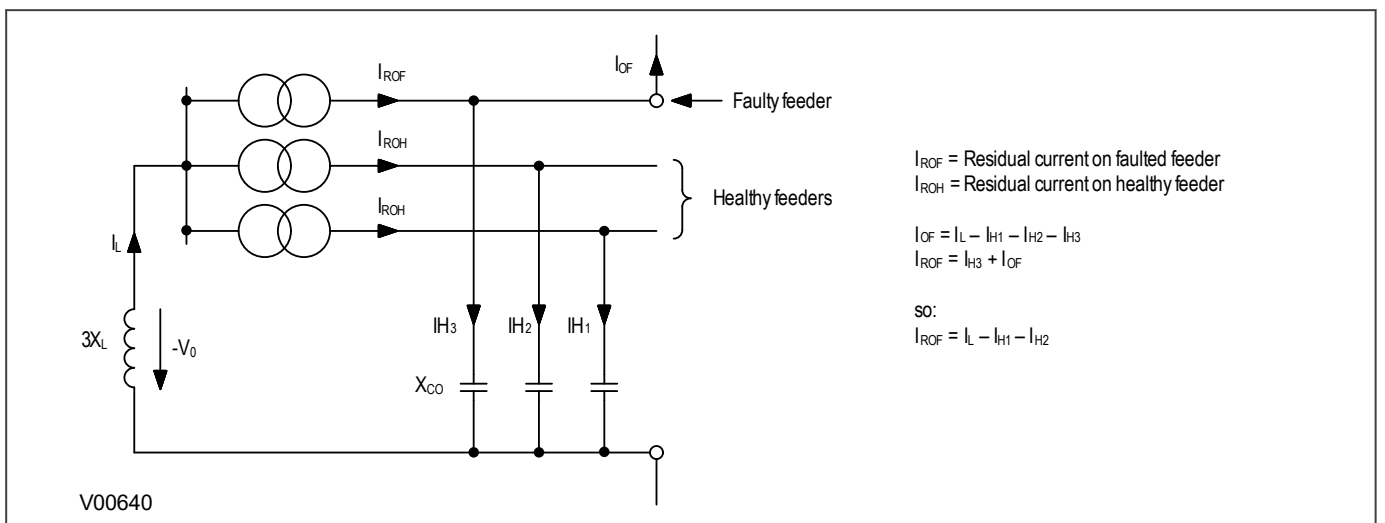 IROF
IOF
Faulty feeder
IROH
IROH
Healthy feeders
IL
3XL
-V0
IH3
IH2
IH1
XCO
IROF = Residual current on faulted feeder
IROH = Residual current on healthy feeder
IOF = IL – IH1 – IH2 – IH3
IROF = IH3 + IOF
so:
IROF = IL – IH1 – IH2
V00640